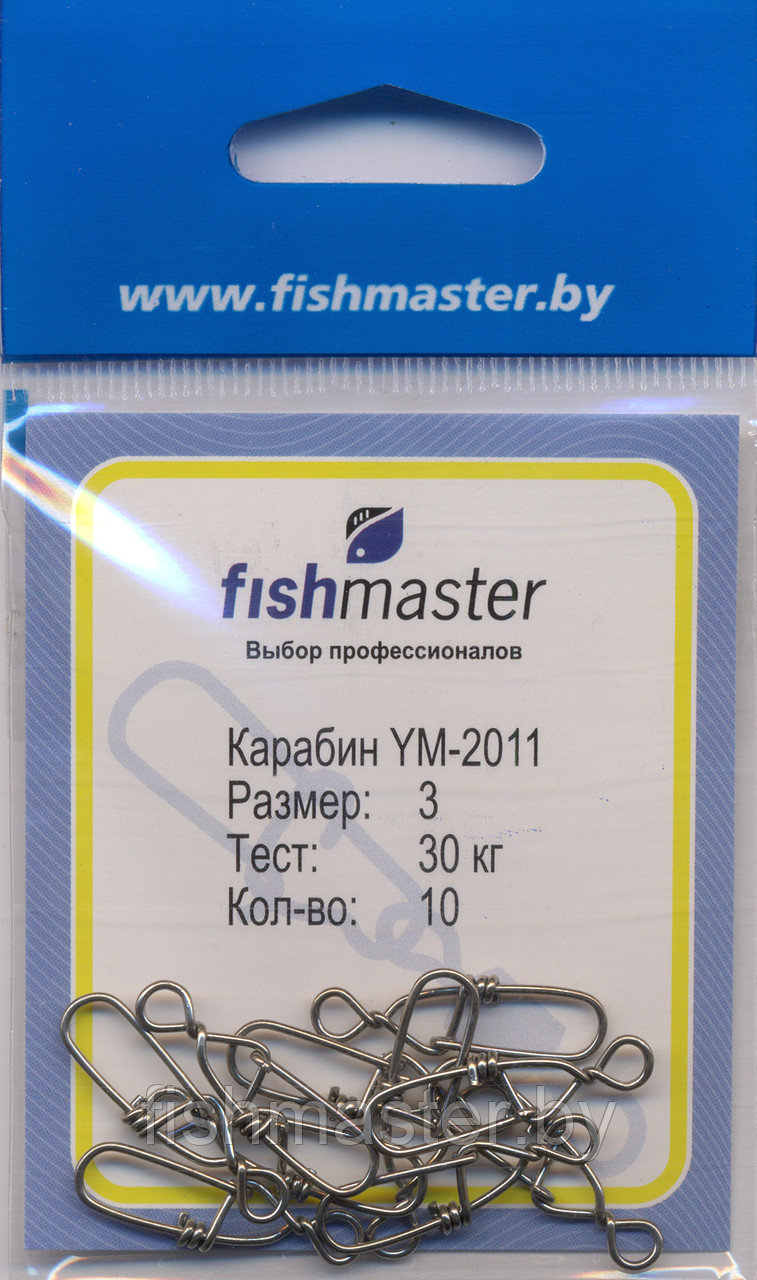 www.fishmaster.by
fishmaster
Выбор профессионалов
Карабин YM-2011
Размер: 3
Тест: 30 кг
Кол-во: 10
fishmaster.by